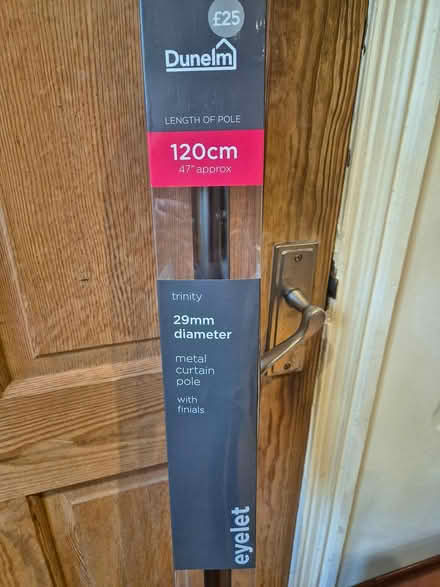 £25
Dunelm
LENGTH OF POLE
120cm
47" approx
trinity
29mm
diameter
metal
curtain
pole
with
finials
eyelet